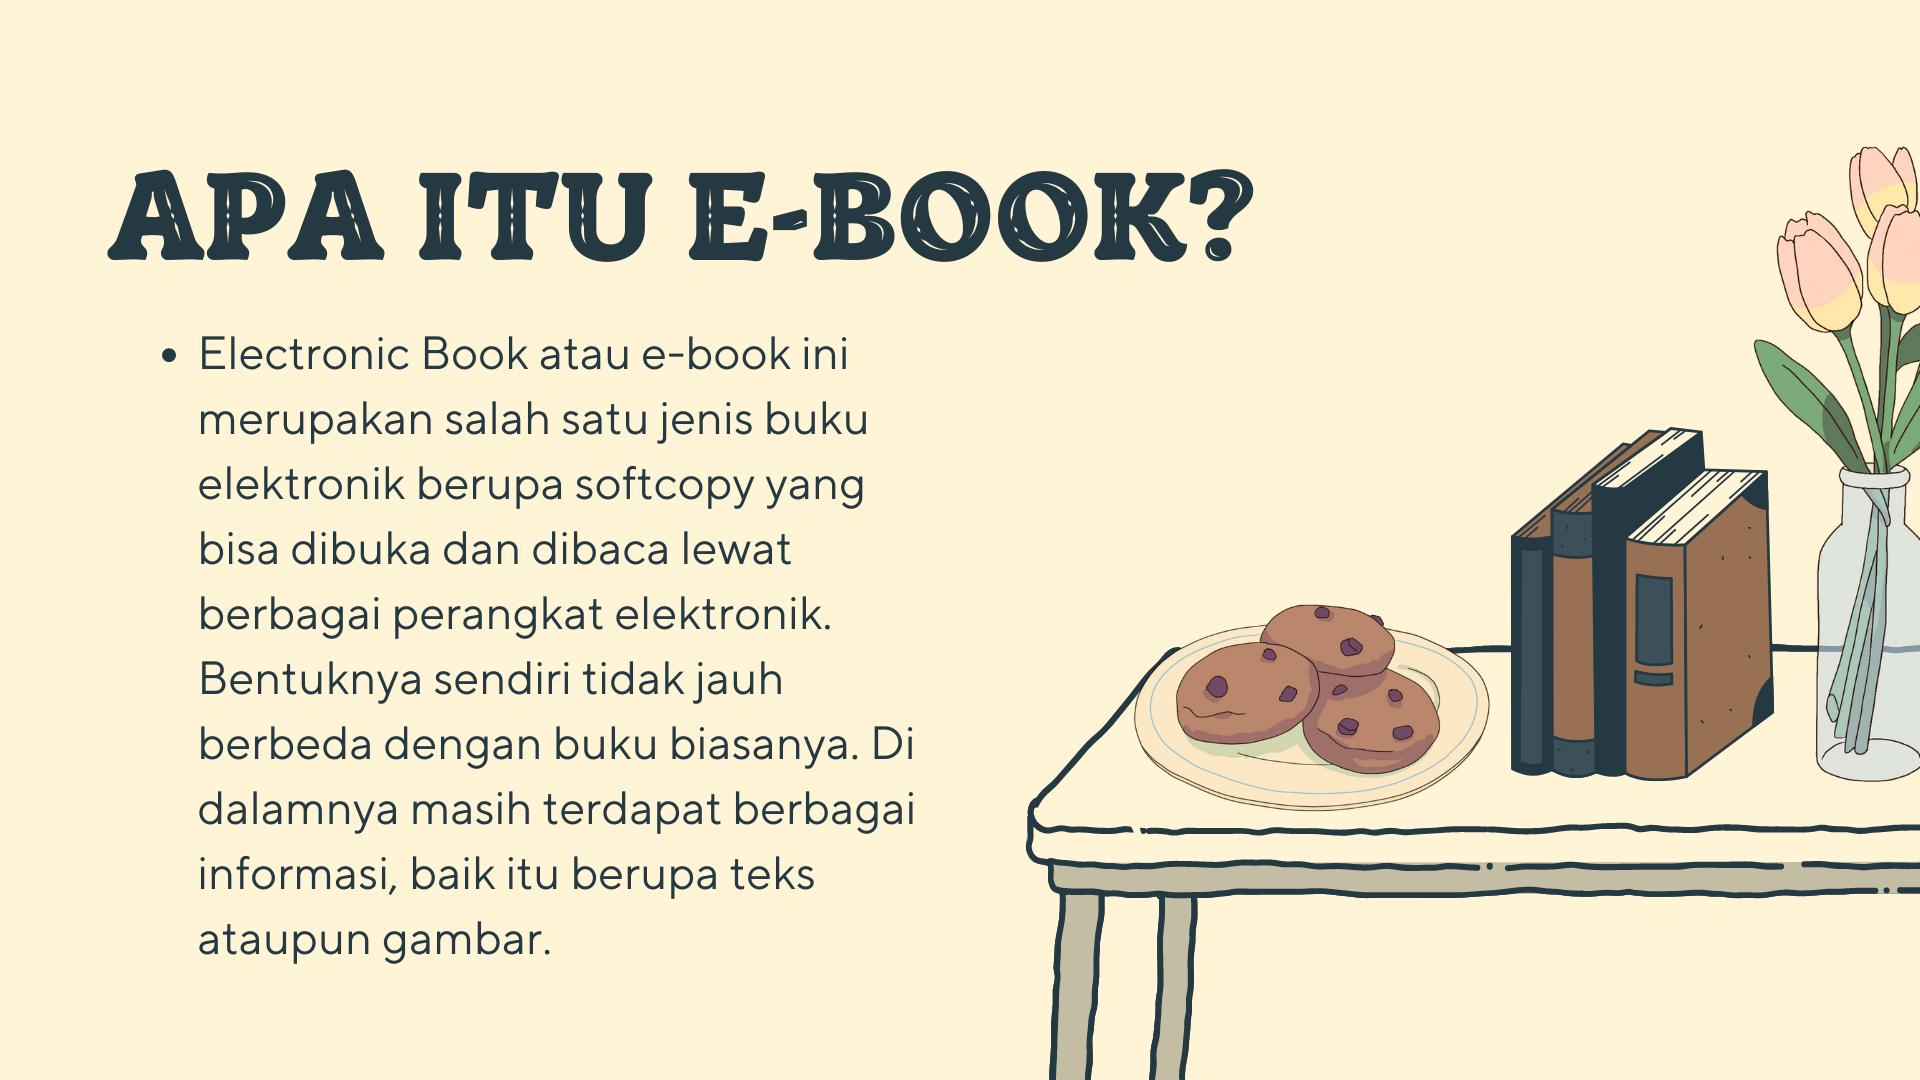 APA ITU E-BOOK?
• Electronic Book atau e-book ini
merupakan salah satu jenis buku
elektronik berupa softcopy yang
bisa dibuka dan dibaca lewat
berbagai perangkat elektronik.
Bentuknya sendiri tidak jauh
berbeda dengan buku biasanya. Di
dalamnya masih terdapat berbagai
informasi, baik itu berupa teks
ataupun gambar.